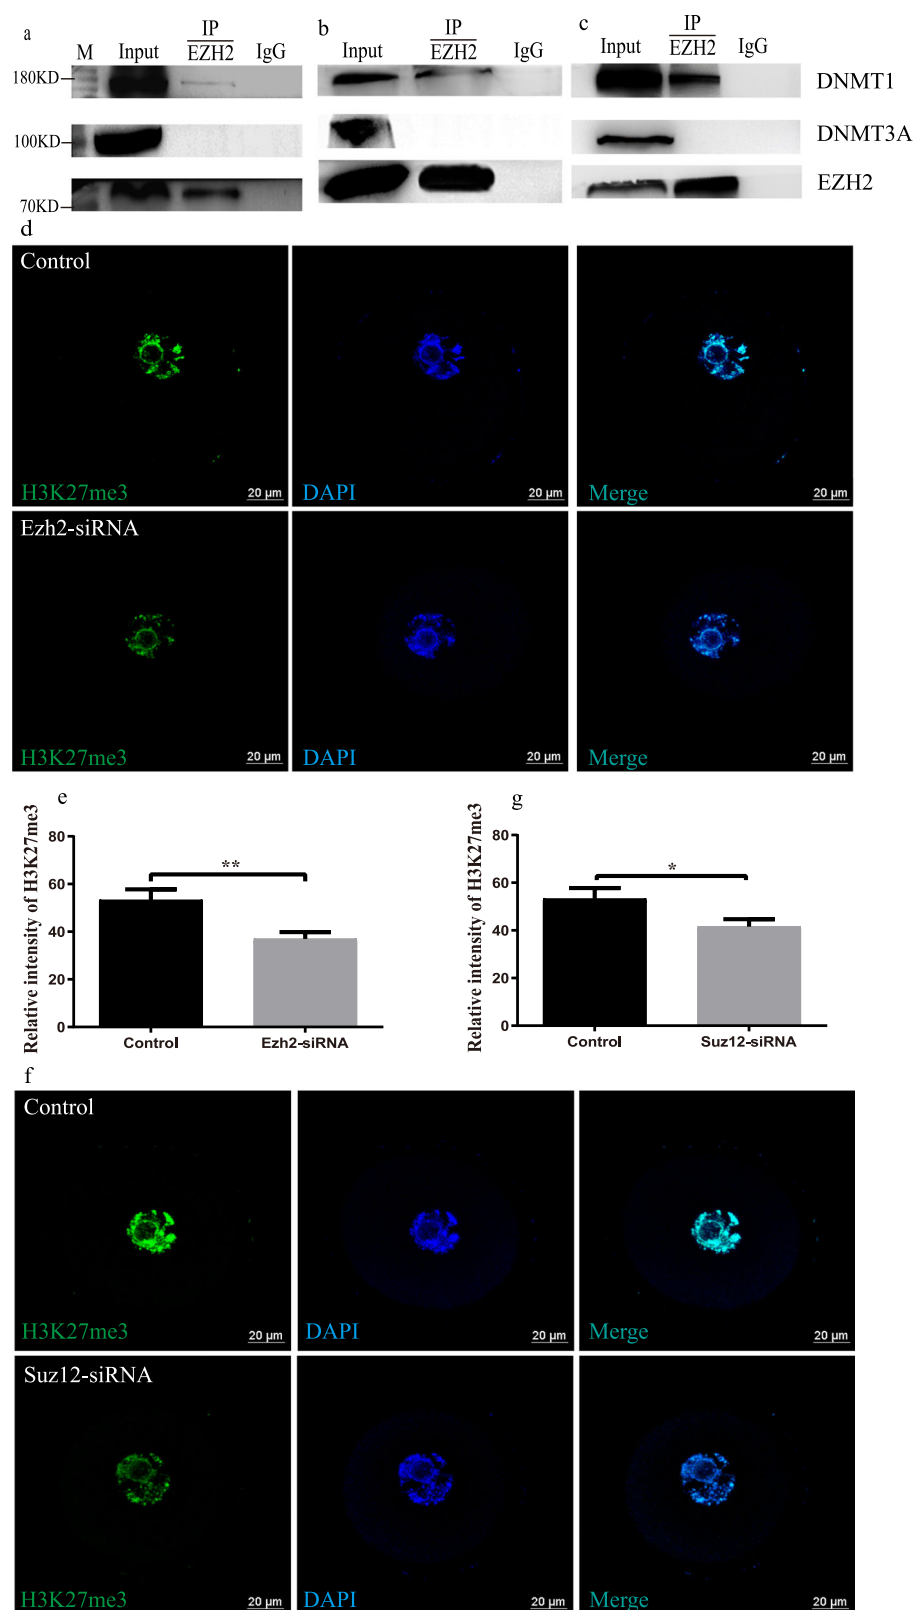 a
M Input IP EZH2 IgG
b
Input IP EZH2 IgG
c
Input IP EZH2 IgG
180KD
DNMT1
100KD
DNMT3A
70KD
EZH2
d
Control
H3K27me3 20 µm
DAPI 20 µm
Merge 20 µm
Ezh2-siRNA
H3K27me3 20 µm
DAPI 20 µm
Merge 20 µm
e
Relative intensity of H3K27me3
80
60
40
20
0
**
Control Ezh2-siRNA
g
Relative intensity of H3K27me3
80
60
40
20
0
*
Control Suz12-siRNA
f
Control
H3K27me3 20 µm
DAPI 20 µm
Merge 20 µm
Suz12-siRNA
H3K27me3 20 µm
DAPI 20 µm
Merge 20 µm